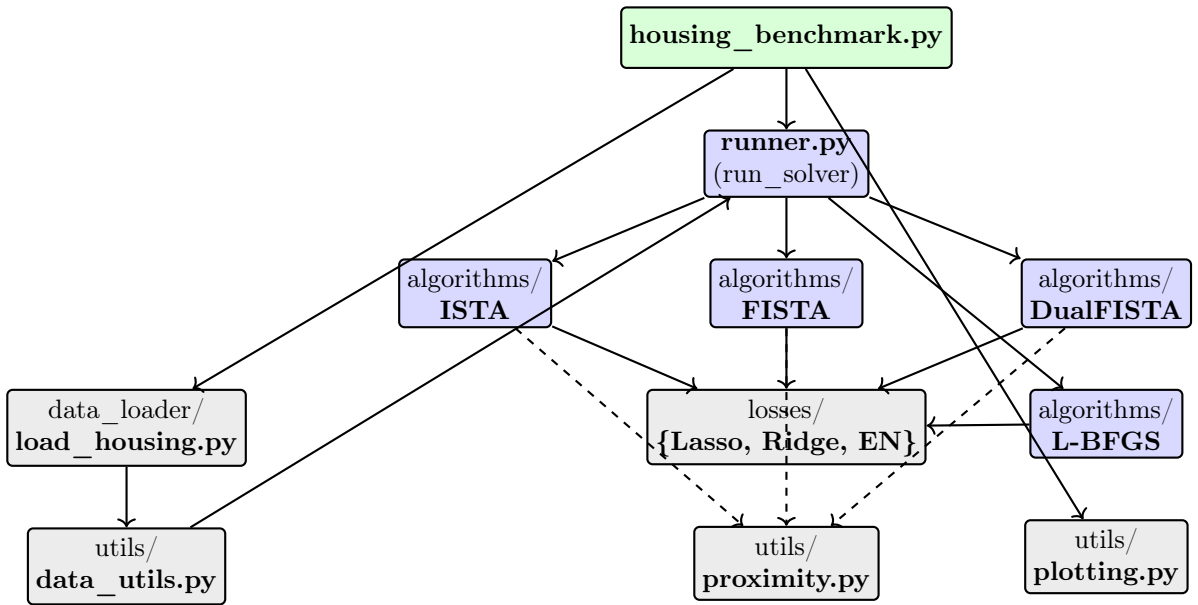 housing_benchmark.py
runner.py
(run_solver)
algorithms/
ISTA
algorithms/
FISTA
algorithms/
DualFISTA
data_loader/
load_housing.py
losses/
{Lasso, Ridge, EN}
algorithms/
L-BFGS
utils/
data_utils.py
utils/
proximity.py
utils/
plotting.py